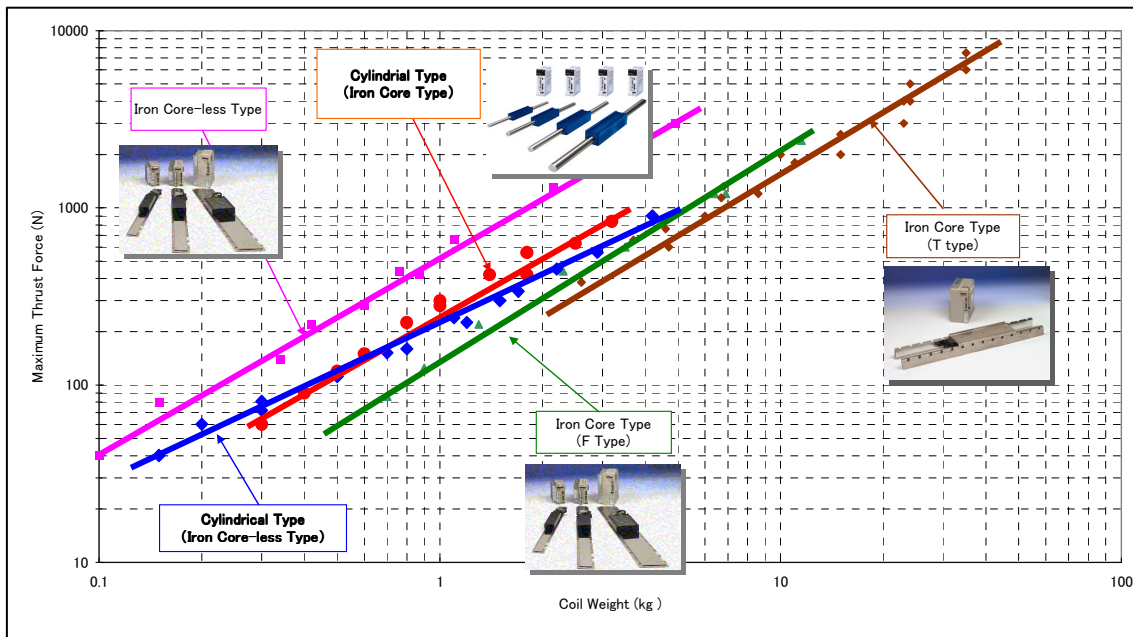 10000
1000
100
10
0.1
1
10
100
Maximum Thrust Force (N)
Coil Weight (kg )
Iron Core-less Type
Cylindrial Type
(Iron Core Type)
Iron Core Type
(T type)
Iron Core Type
(F Type)
Cylindrical Type
(Iron Core-less Type)